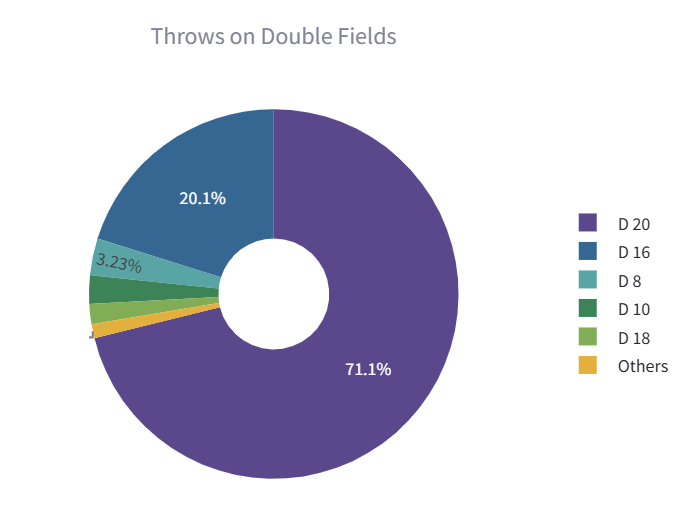 Throws on Double Fields
20.1%
3.23%
71.1%
D 20
D 16
D 8
D 10
D 18
Others